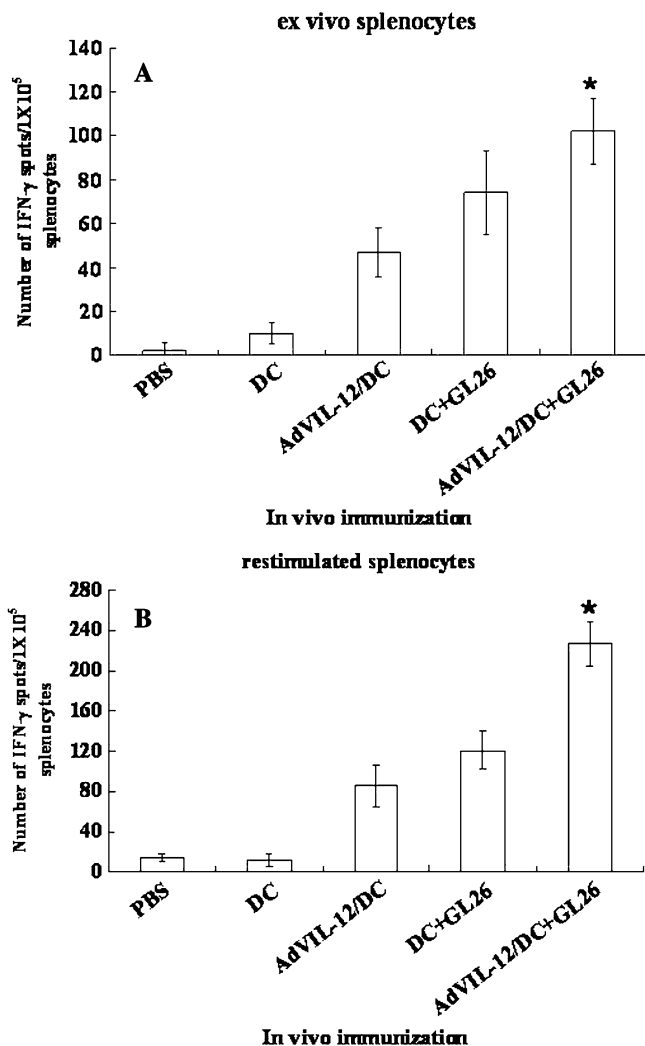 ex vivo splenocytes
A
Number of IFN-γ spots/1X10⁵
splenocytes
140
120
100
80
60
40
20
0
*
PBS
DC
AdVIL-12/DC
DC+GL26
AdVIL-12/DC+GL26
In vivo immunization
restimulated splenocytes
B
Number of IFN-γ spots/1X10⁵
splenocytes
280
240
200
160
120
80
40
0
*
PBS
DC
AdVIL-12/DC
DC+GL26
AdVIL-12/DC+GL26
In vivo immunization